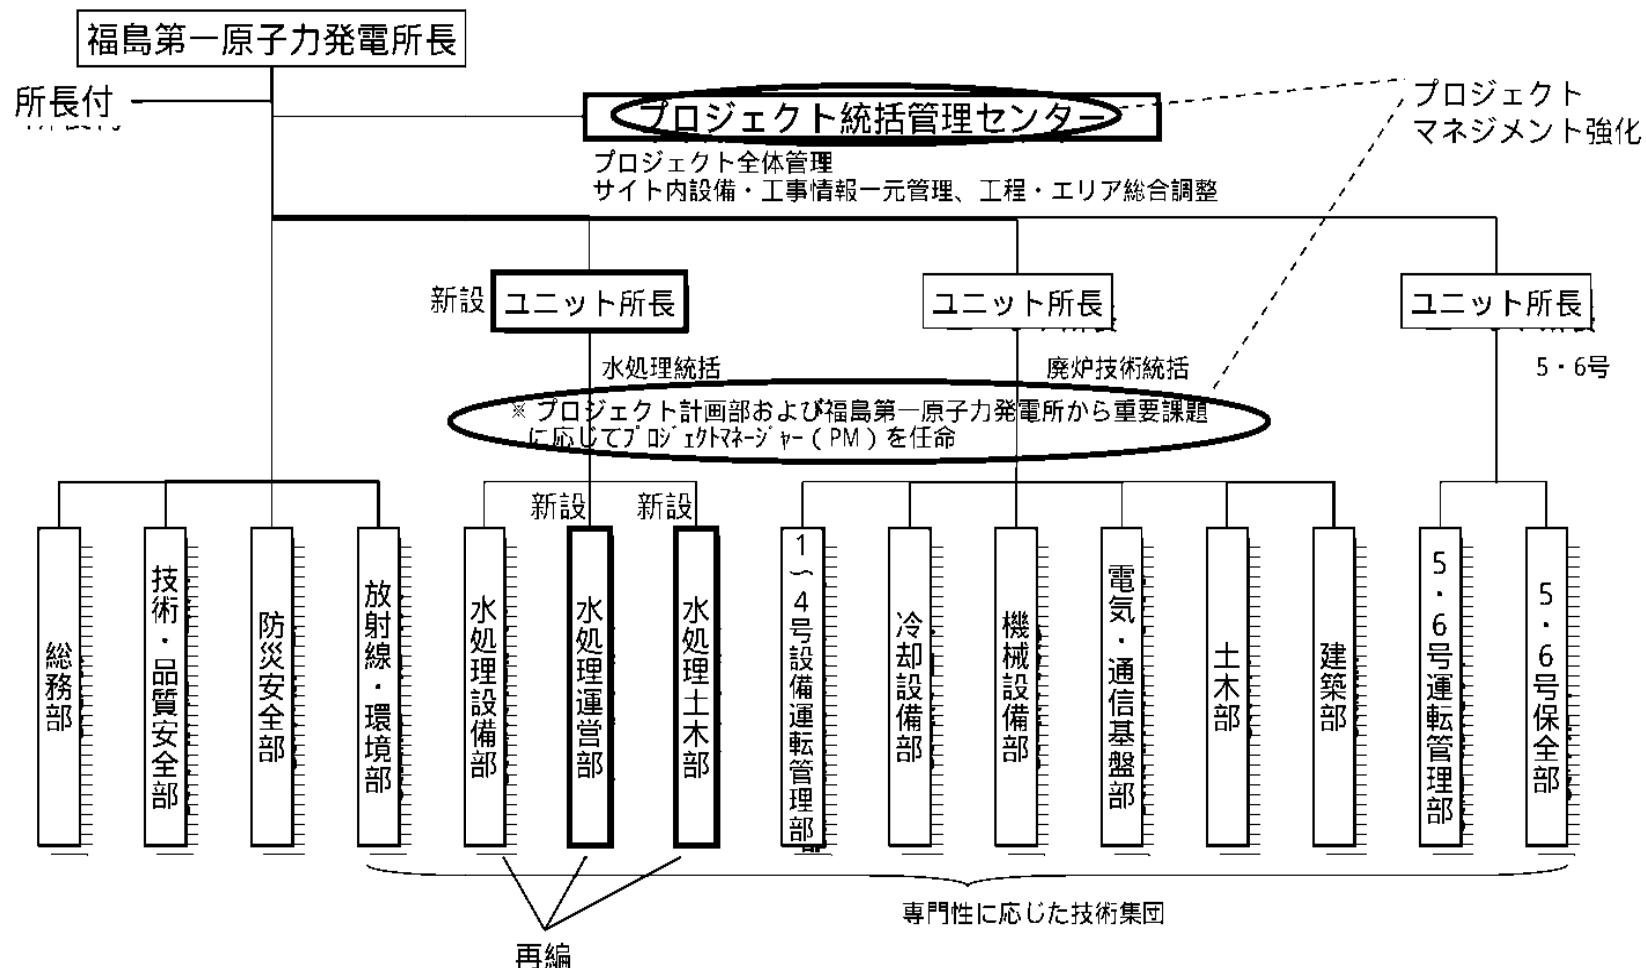 福島第一原子力発電所長
所長付
プロジェクト統括管理センター
プロジェクト
マネジメント強化
プロジェクト全体管理
サイト内設備・工事情報一元管理、工程・エリア総合調整
新設
ユニット所長
ユニット所長
ユニット所長
水処理統括
廃炉技術統括
5・6号
※ プロジェクト計画部および福島第一原子力発電所から重要課題
に応じてﾌﾟﾛｼﾞｪｸﾄﾏﾈｰｼﾞｬｰ(PM)を任命
新設
新設
総務部
技術・品質安全部
防災安全部
放射線・環境部
水処理設備部
水処理運営部
水処理土木部
1〜4号設備運転管理部
冷却設備部
機械設備部
電気・通信基盤部
土木部
建築部
5・6号運転管理部
5・6号保全部
専門性に応じた技術集団
再編